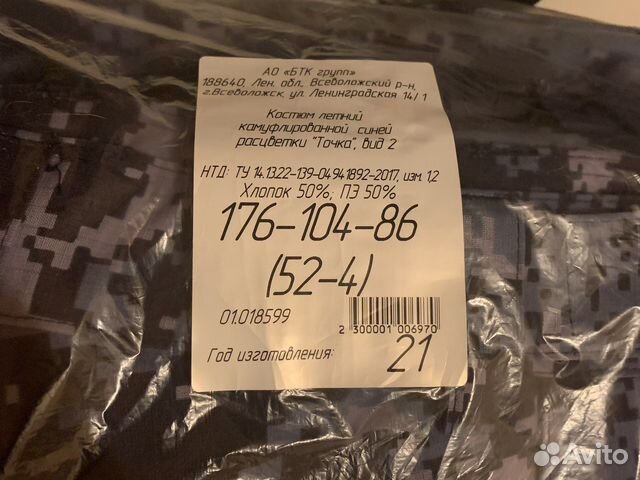 АО «БТК групп»
188640, Лен. обл., Всеволожский р-н,
г.Всеволожск, ул. Ленинградская 14/1
Костюм летний
камуфлированной синей
расцветки "Точка", вид 2
НТД: ТУ 14.13.22-139-04941892-2017, изм. 1,2
Хлопок 50%; ПЭ 50%
176-104-86
(52-4)
01.018599
2 300001 006970
Год изготовления: 21
Avito